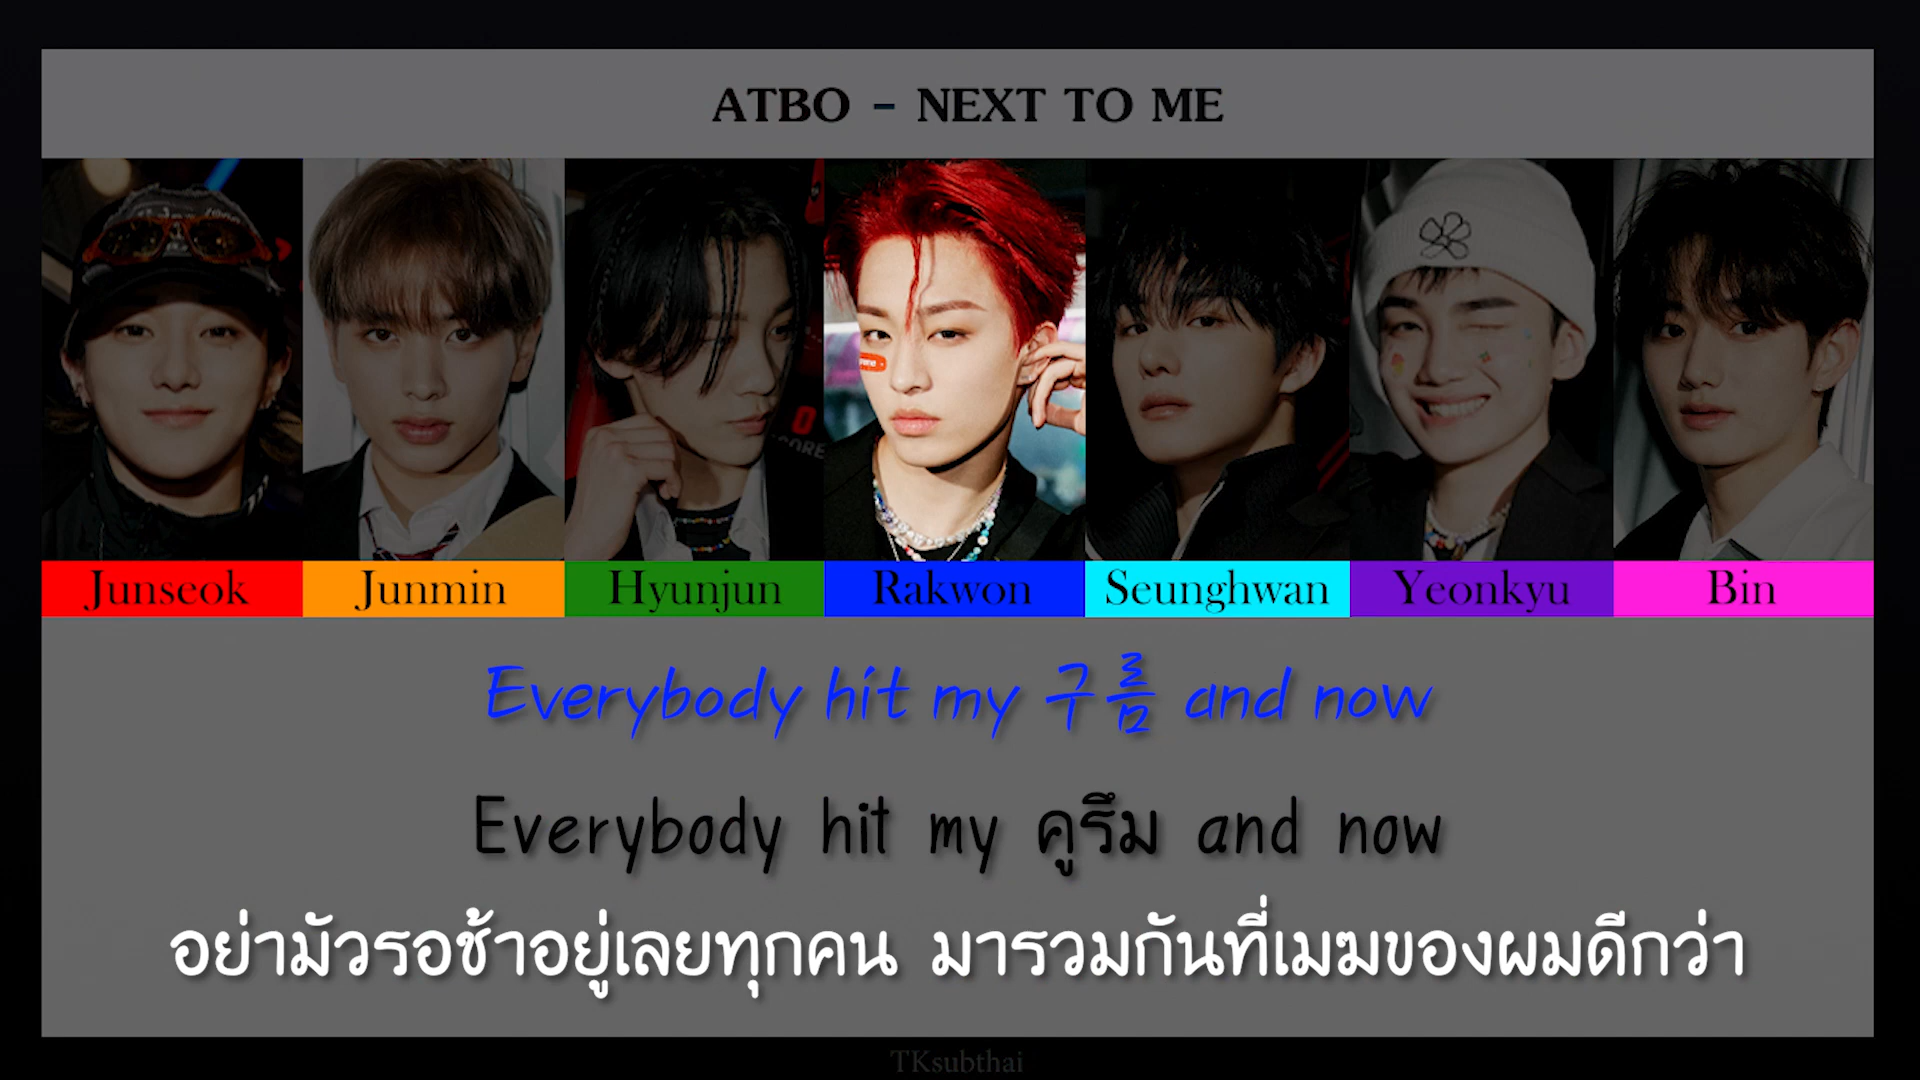 ATBO - NEXT TO ME
CORE
Junseok Junmin Hyunjun Rakwon Seunghwan Yeonkyu Bin
Everybody hit my 구름 and now
Everybody hit my คูรึม and now
อย่ามัวรอช้าอยู่เลยทุกคน มารวมกันที่เมฆของผมดีกว่า
TKsubthai